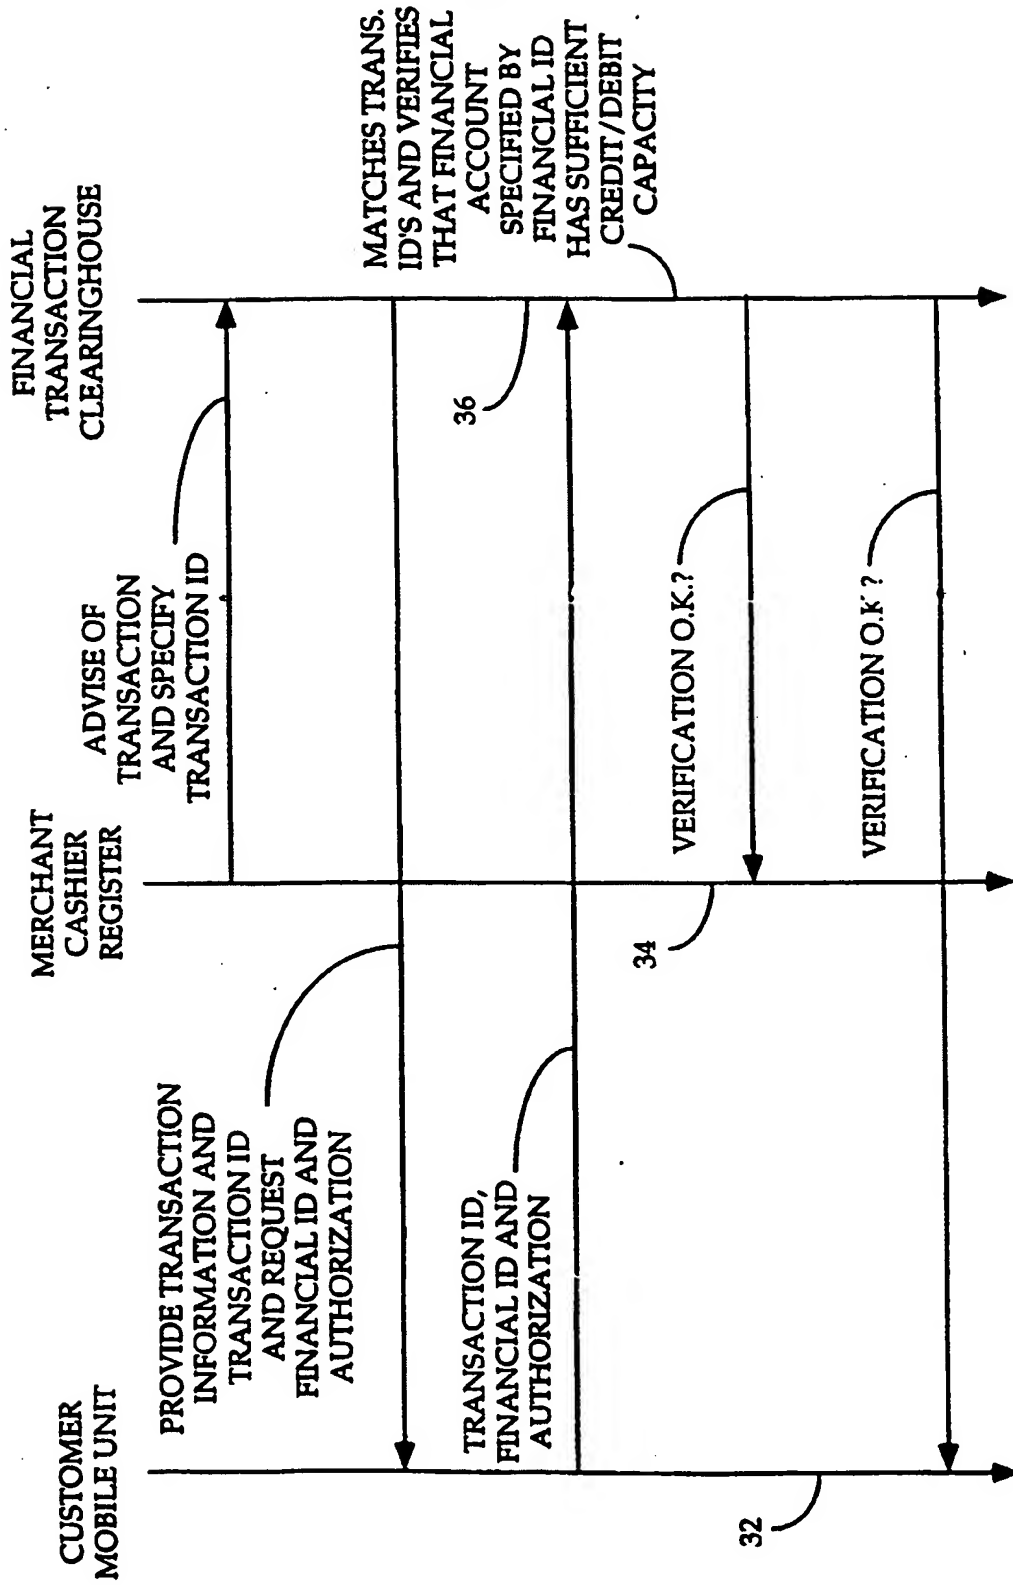 CUSTOMER
MOBILE UNIT
MERCHANT
CASHIER
REGISTER
FINANCIAL
TRANSACTION
CLEARINGHOUSE
ADVISE OF
TRANSACTION
AND SPECIFY
TRANSACTION ID
PROVIDE TRANSACTION
INFORMATION AND
TRANSACTION ID
AND REQUEST
FINANCIAL ID AND
AUTHORIZATION
36
TRANSACTION ID,
FINANCIAL ID AND
AUTHORIZATION
MATCHES TRANS.
ID'S AND VERIFIES
THAT FINANCIAL
ACCOUNT
SPECIFIED BY
FINANCIAL ID
HAS SUFFICIENT
CREDIT/DEBIT
CAPACITY
34
VERIFICATION O.K.?
32
VERIFICATION O.K ?